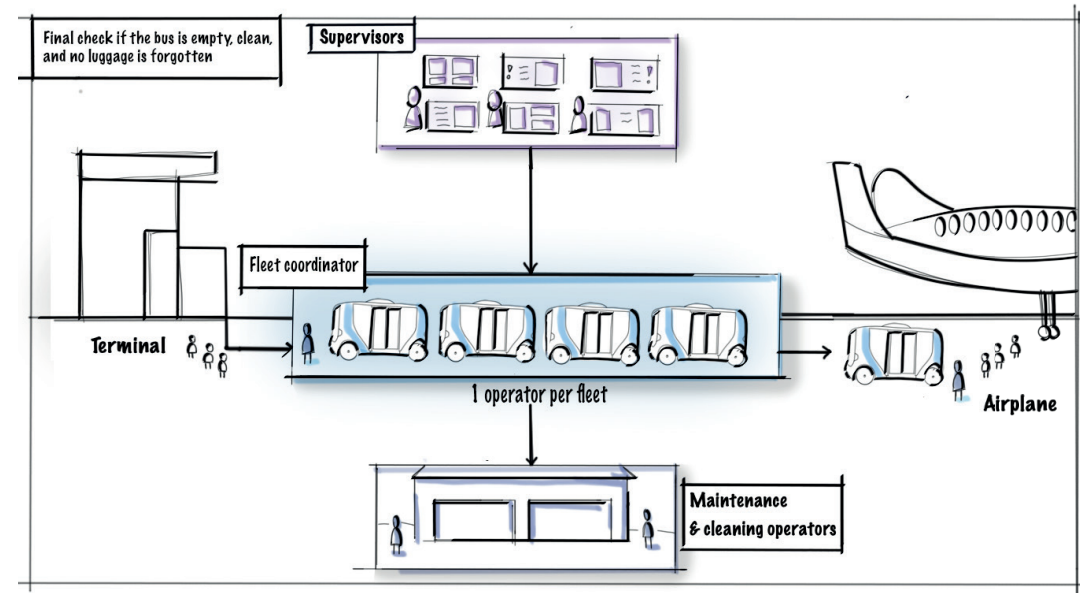 Final check if the bus is empty, clean,
and no luggage is forgotten
Supervisors
Fleet coordinator
Terminal
1 operator per fleet
Airplane
Maintenance
& cleaning operators